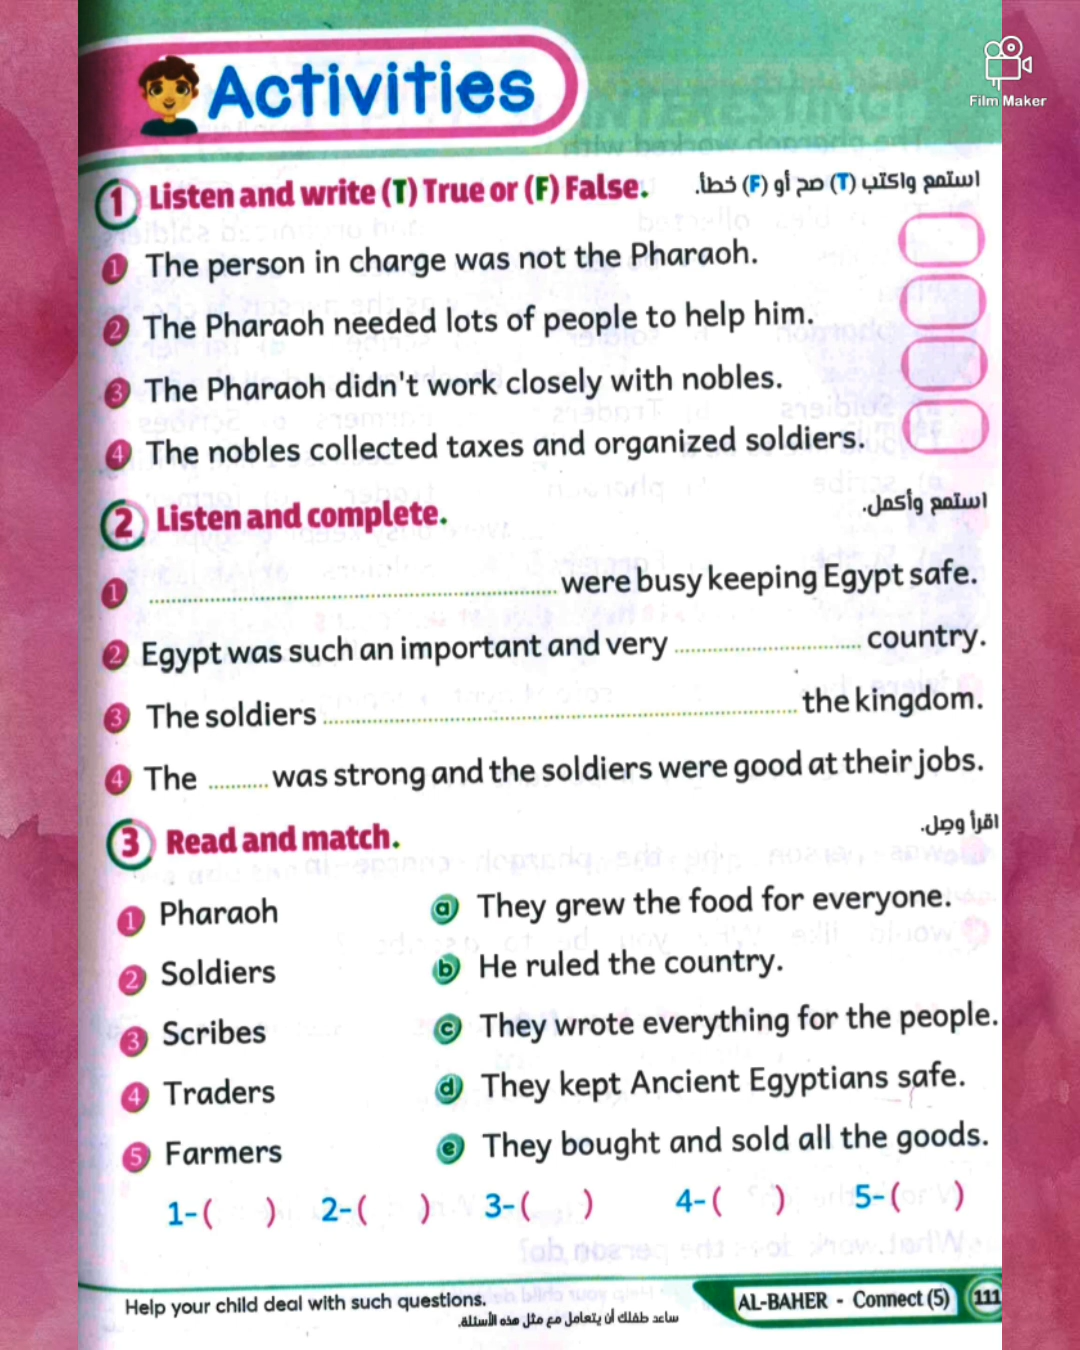 Activities
Film Maker
1 Listen and write (T) True or (F) False. استمع واكتب (T) صح أو (F) خطأ.
1 The person in charge was not the Pharaoh.
2 The Pharaoh needed lots of people to help him.
3 The Pharaoh didn't work closely with nobles.
4 The nobles collected taxes and organized soldiers.
2 Listen and complete. استمع وأكمل.
1 .................... were busy keeping Egypt safe.
2 Egypt was such an important and very .................... country.
3 The soldiers .................... the kingdom.
4 The .......... was strong and the soldiers were good at their jobs.
3 Read and match. اقرأ وصل.
1 Pharaoh a They grew the food for everyone.
2 Soldiers b He ruled the country.
3 Scribes c They wrote everything for the people.
4 Traders d They kept Ancient Egyptians safe.
5 Farmers e They bought and sold all the goods.
1-( ) 2-( ) 3-( ) 4-( ) 5-( )
Help your child deal with such questions.
ساعد طفلك أن يتعامل مع مثل هذه الأسئلة.
AL-BAHER - Connect (5) 111